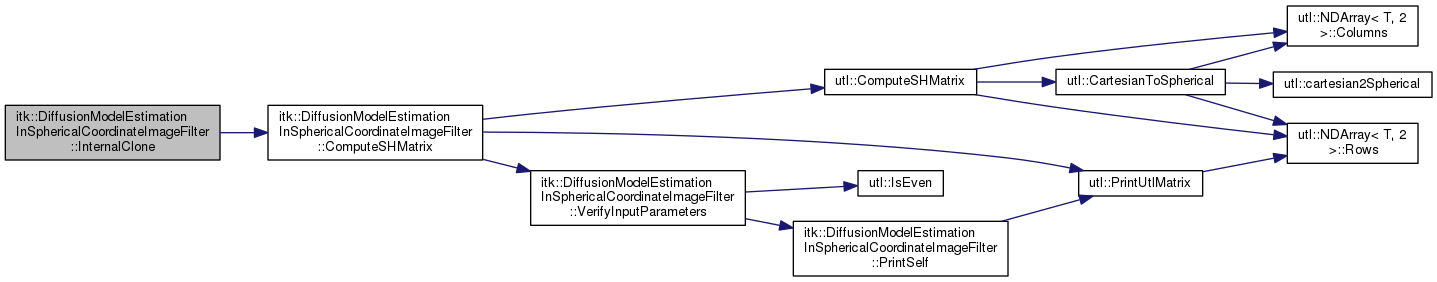 itk::DiffusionModelEstimation
InSphericalCoordinateImageFilter
::InternalClone
itk::DiffusionModelEstimation
InSphericalCoordinateImageFilter
::ComputeSHMatrix
utl::ComputeSHMatrix
utl::CartesianToSpherical
utl::NDArray< T, 2
>::Columns
utl::cartesian2Spherical
utl::NDArray< T, 2
>::Rows
utl::PrintUtlMatrix
itk::DiffusionModelEstimation
InSphericalCoordinateImageFilter
::VerifyInputParameters
utl::IsEven
itk::DiffusionModelEstimation
InSphericalCoordinateImageFilter
::PrintSelf